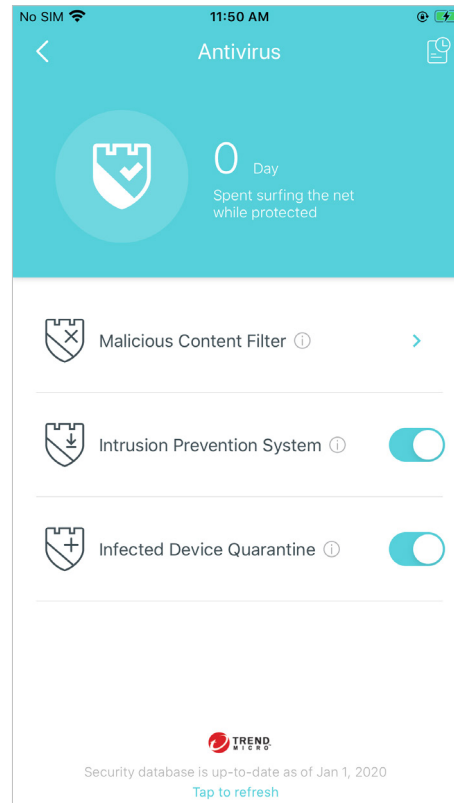 No SIM 11:50 AM
Antivirus
0 Day
Spent surfing the net
while protected
Malicious Content Filter
Intrusion Prevention System
Infected Device Quarantine
TREND
MICRO
Security database is up-to-date as of Jan 1, 2020
Tap to refresh